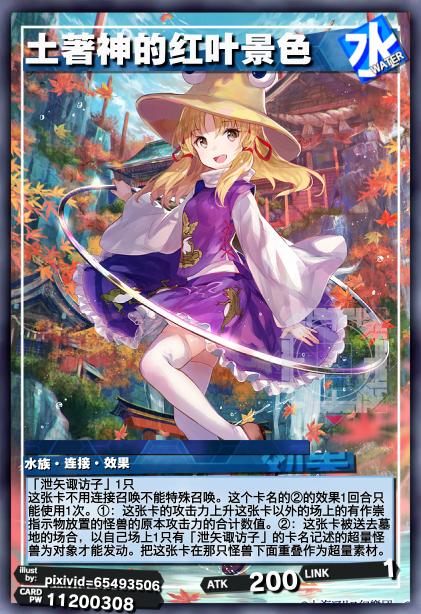 土著神的红叶景色
水
WATER
水族・连接・效果
「泄矢诹访子」1只
这张卡不用连接召唤不能特殊召唤。这个卡名的②的效果1回合只
能使用1次。①：这张卡的攻击力上升这张卡以外的场上的有作祟
指示物放置的怪兽的原本攻击力的合计数值。②：这张卡被送去墓
地的场合，以自己场上1只有「泄矢诹访子」的卡名记述的超量怪
兽为对象才能发动。把这张卡在那只怪兽下面重叠作为超量素材。
illust by: pixivid=65493506
ATK 200 LINK 1
CARD PW 11200308